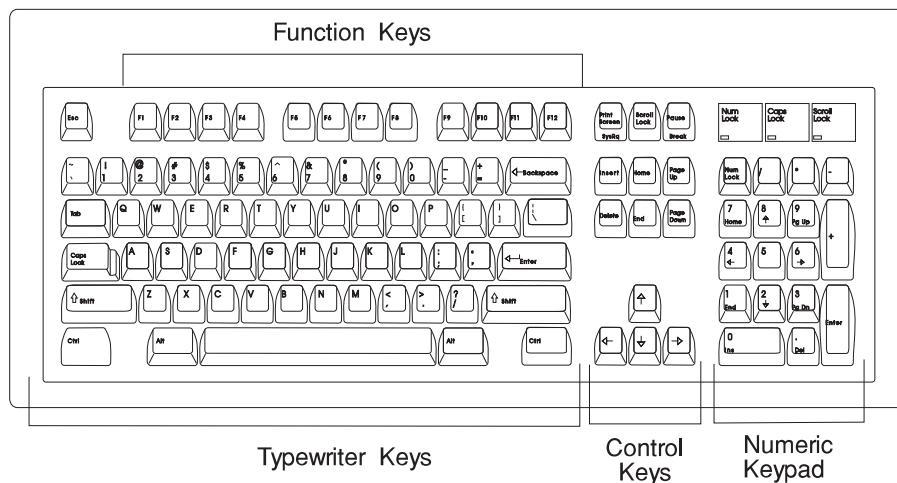 Function Keys
Esc F1 F2 F3 F4 F5 F6 F7 F8 F9 F10 F11 F12 Print Screen SysRq Scroll Lock Pause Break Num Lock Caps Lock Scroll Lock
~ ` ! 1 @ 2 # 3 $ 4 % 5 ^ 6 & 7 * 8 ( 9 ) 0 _ - + = ←Backspace Insert Home Page Up Num Lock / * -
Tab Q W E R T Y U I O P { [ } ] ¦ \ Delete End Page Down 7 Home 8 ↑ 9 Pg Up +
Caps Lock A S D F G H J K L : ; " ' ←Enter 4 ← 5 6 →
⇧ Shift Z X C V B N M < , > . ? / ⇧ Shift ↑ 1 End 2 ↓ 3 Pg Dn Enter
Ctrl Alt Alt Ctrl ← ↓ → 0 Ins . Del
Typewriter Keys
Control Keys
Numeric Keypad